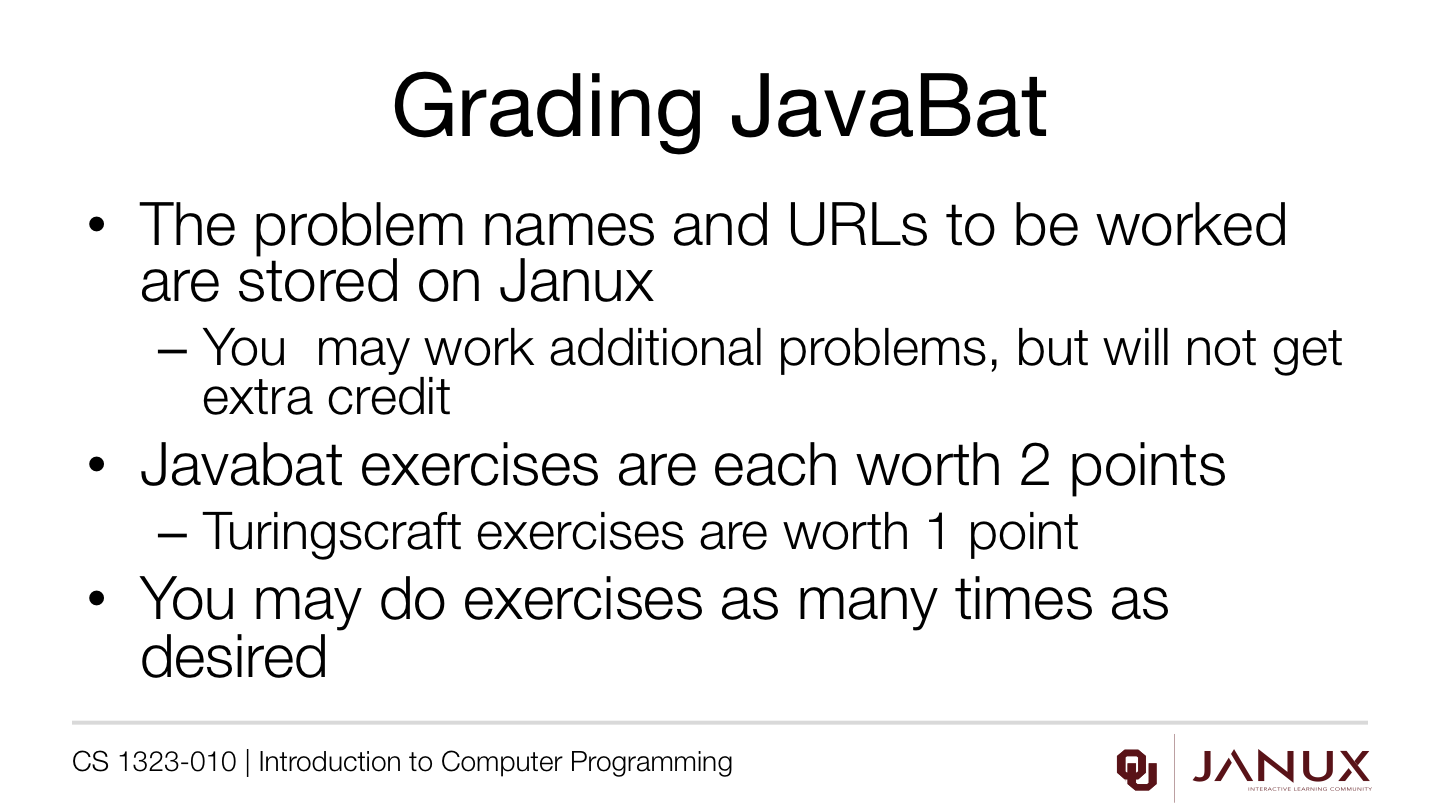 Grading JavaBat
• The problem names and URLs to be worked
are stored on Janux
– You  may work additional problems, but will not get
extra credit
• Javabat exercises are each worth 2 points
– Turingscraft exercises are worth 1 point
• You may do exercises as many times as
desired
CS 1323-010 | Introduction to Computer Programming
OU
JANUX
INTERACTIVE LEARNING COMMUNITY